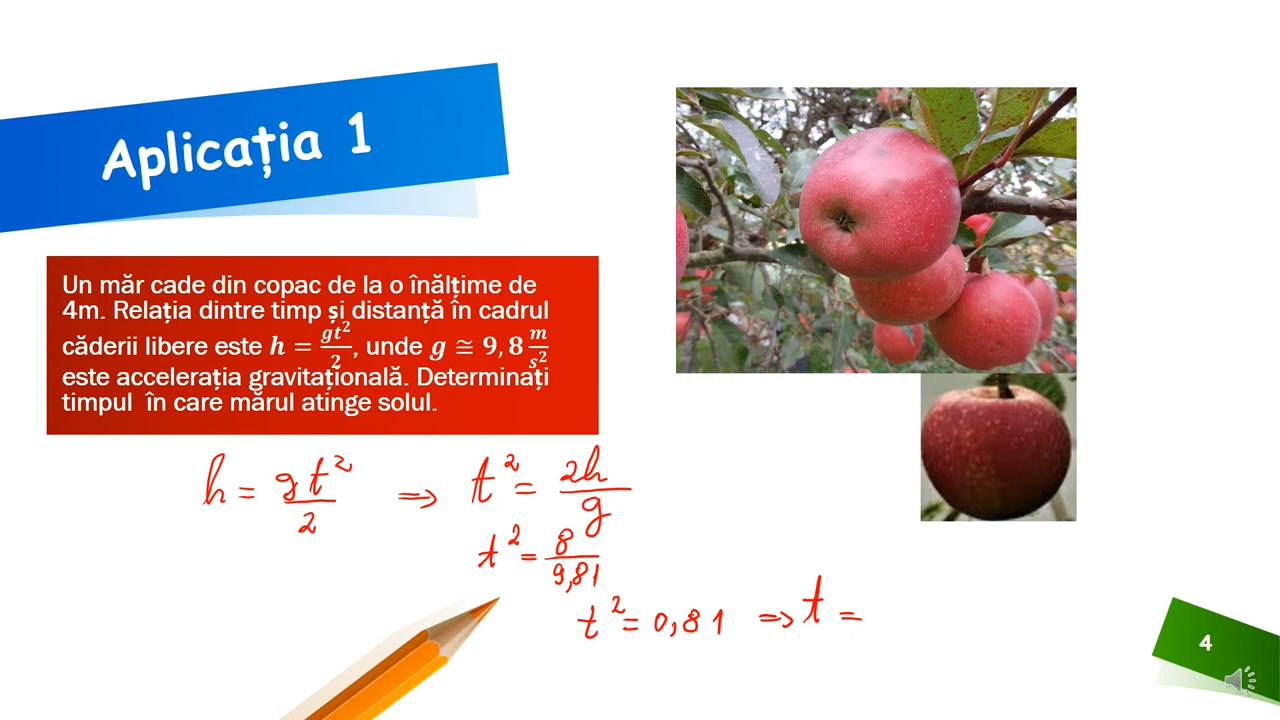 Aplicația 1
Un măr cade din copac de la o înălțime de
4m. Relația dintre timp și distanță în cadrul
căderii libere este h = gt²/2, unde g ≅ 9,8 m/s²
este accelerația gravitațională. Determinați
timpul în care mărul atinge solul.
h = gt²/2 ⇒ t² = 2h/g
t² = 8/9,81
t² = 0,81 ⇒ t =
4